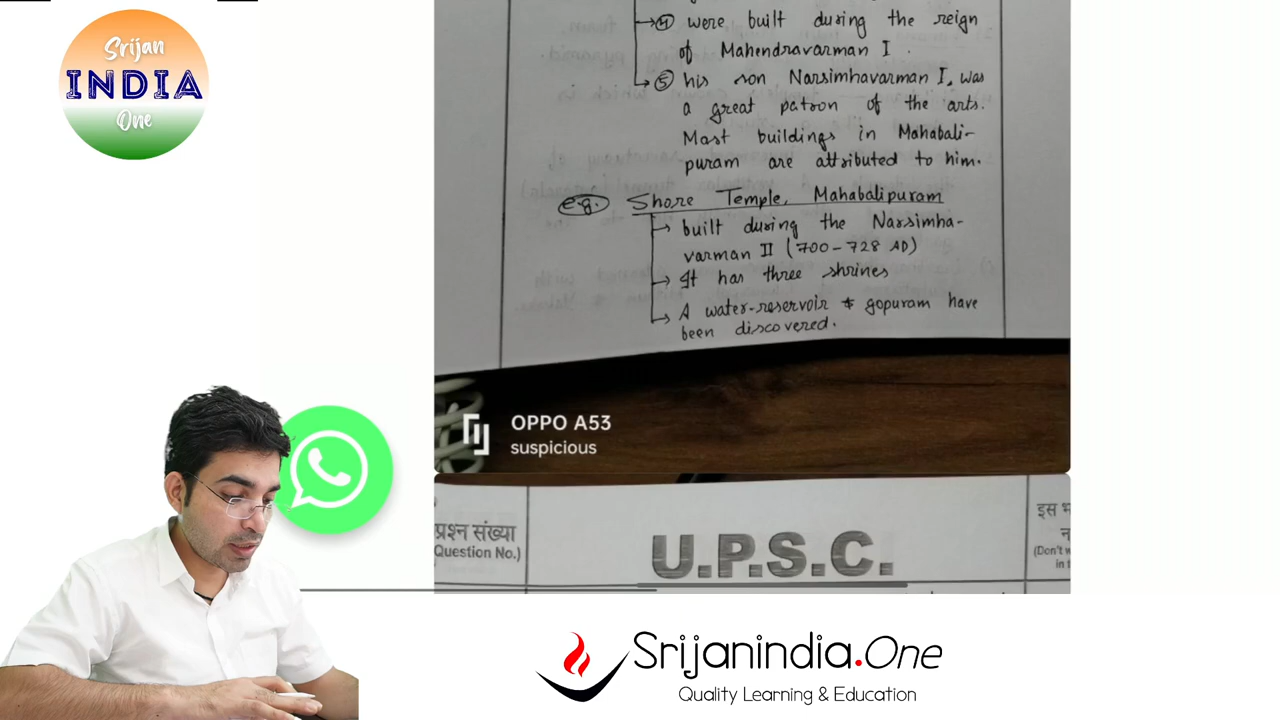 Srijan
INDIA
One
→④ were built during the reign
of Mahendravarman I.
→⑤ his son Narsimhavarman I, was
a great patron of the arts.
Most buildings in Mahabali-
puram are attributed to him.
e.g. Shore Temple, Mahabalipuram
→ built during the Narsimha-
varman II (700-728 AD)
→ It has three shrines
→ A water-reservoir & gopuram have
been discovered.
OPPO A53
suspicious
प्रश्न संख्या
(Question No.)
U.P.S.C.
इस भ
न
(Don't w
in t
Srijanindia.One
Quality Learning & Education